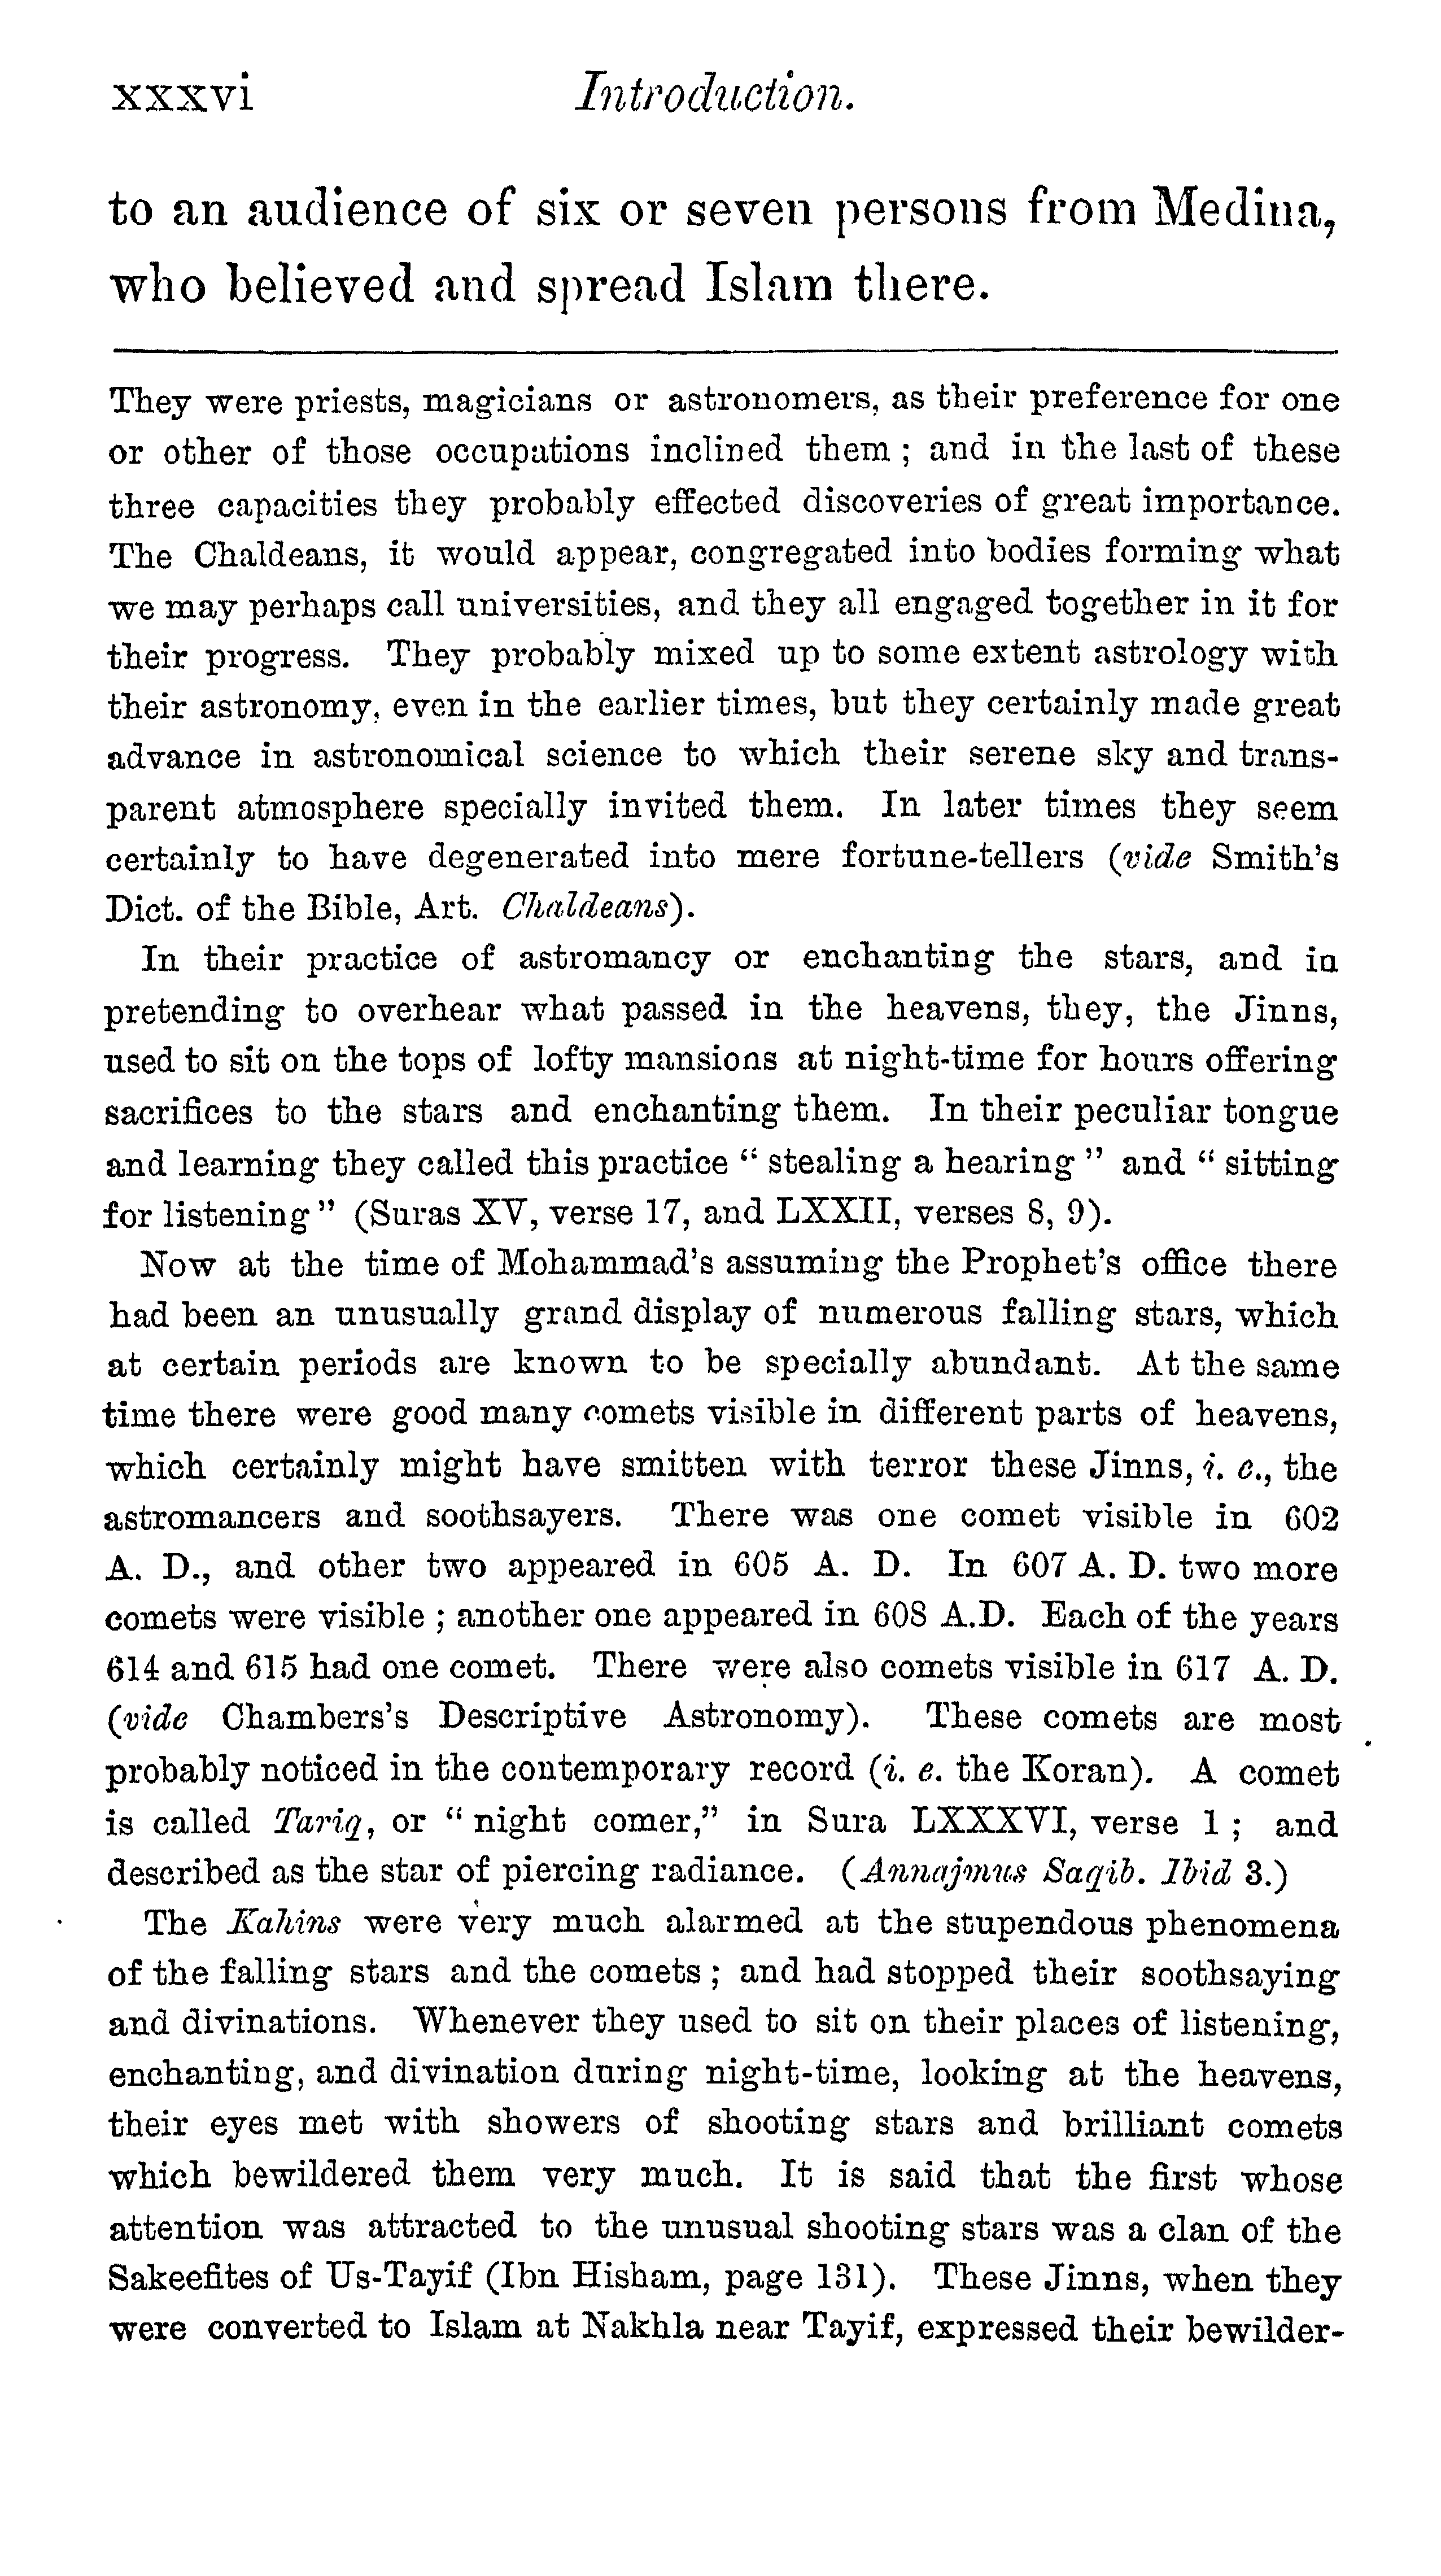 xxxvi Introduction.
to an audience of six or seven persons from Medina,
who believed and spread Islam there.
They were priests, magicians or astronomers, as their preference for one
or other of those occupations inclined them ; and in the last of these
three capacities they probably effected discoveries of great importance.
The Chaldeans, it would appear, congregated into bodies forming what
we may perhaps call universities, and they all engaged together in it for
their progress. They probably mixed up to some extent astrology with
their astronomy, even in the earlier times, but they certainly made great
advance in astronomical science to which their serene sky and trans-
parent atmosphere specially invited them. In later times they seem
certainly to have degenerated into mere fortune-tellers (vide Smith's
Dict. of the Bible, Art. Chaldeans).
In their practice of astromancy or enchanting the stars, and in
pretending to overhear what passed in the heavens, they, the Jinns,
used to sit on the tops of lofty mansions at night-time for hours offering
sacrifices to the stars and enchanting them. In their peculiar tongue
and learning they called this practice " stealing a hearing " and " sitting
for listening " (Suras XV, verse 17, and LXXII, verses 8, 9).
Now at the time of Mohammad's assuming the Prophet's office there
had been an unusually grand display of numerous falling stars, which
at certain periods are known to be specially abundant. At the same
time there were good many comets visible in different parts of heavens,
which certainly might have smitten with terror these Jinns, i. e., the
astromancers and soothsayers. There was one comet visible in 602
A. D., and other two appeared in 605 A. D. In 607 A. D. two more
comets were visible ; another one appeared in 608 A.D. Each of the years
614 and 615 had one comet. There were also comets visible in 617 A. D.
(vide Chambers's Descriptive Astronomy). These comets are most
probably noticed in the contemporary record (i. e. the Koran). A comet
is called Tariq, or " night comer," in Sura LXXXVI, verse 1 ; and
described as the star of piercing radiance. (Annajmus Saqib. Ibid 3.)
The Kahins were very much alarmed at the stupendous phenomena
of the falling stars and the comets ; and had stopped their soothsaying
and divinations. Whenever they used to sit on their places of listening,
enchanting, and divination during night-time, looking at the heavens,
their eyes met with showers of shooting stars and brilliant comets
which bewildered them very much. It is said that the first whose
attention was attracted to the unusual shooting stars was a clan of the
Sakeefites of Us-Tayif (Ibn Hisham, page 131). These Jinns, when they
were converted to Islam at Nakhla near Tayif, expressed their bewilder-